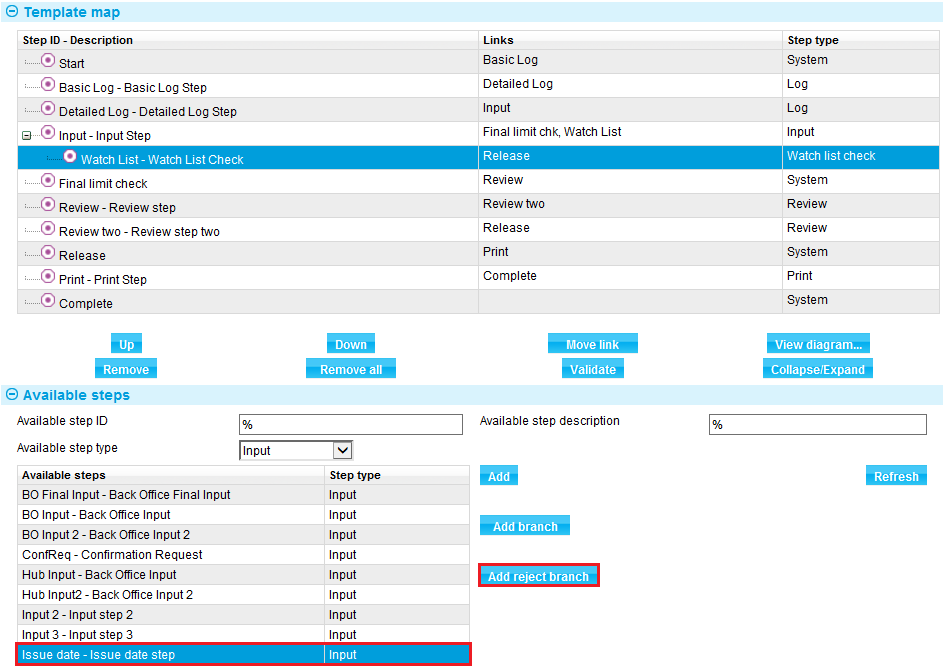 Template map
Step ID - Description Links Step type
Start Basic Log System
Basic Log - Basic Log Step Detailed Log Log
Detailed Log - Detailed Log Step Input Log
Input - Input Step Final limit chk, Watch List Input
Watch List - Watch List Check Release Watch list check
Final limit check Review System
Review - Review step Review two Review
Review two - Review step two Release Review
Release Print System
Print - Print Step Complete Print
Complete System
Up Down Move link View diagram...
Remove Remove all Validate Collapse/Expand
Available steps
Available step ID % Available step description %
Available step type Input
Available steps Step type
Add Refresh
BO Final Input - Back Office Final Input Input
BO Input - Back Office Input Input
Add branch
BO Input 2 - Back Office Input 2 Input
ConfReq - Confirmation Request Input
Hub Input - Back Office Input Input
Add reject branch
Hub Input2 - Back Office Input 2 Input
Input 2 - Input step 2 Input
Input 3 - Input step 3 Input
Issue date - Issue date step Input